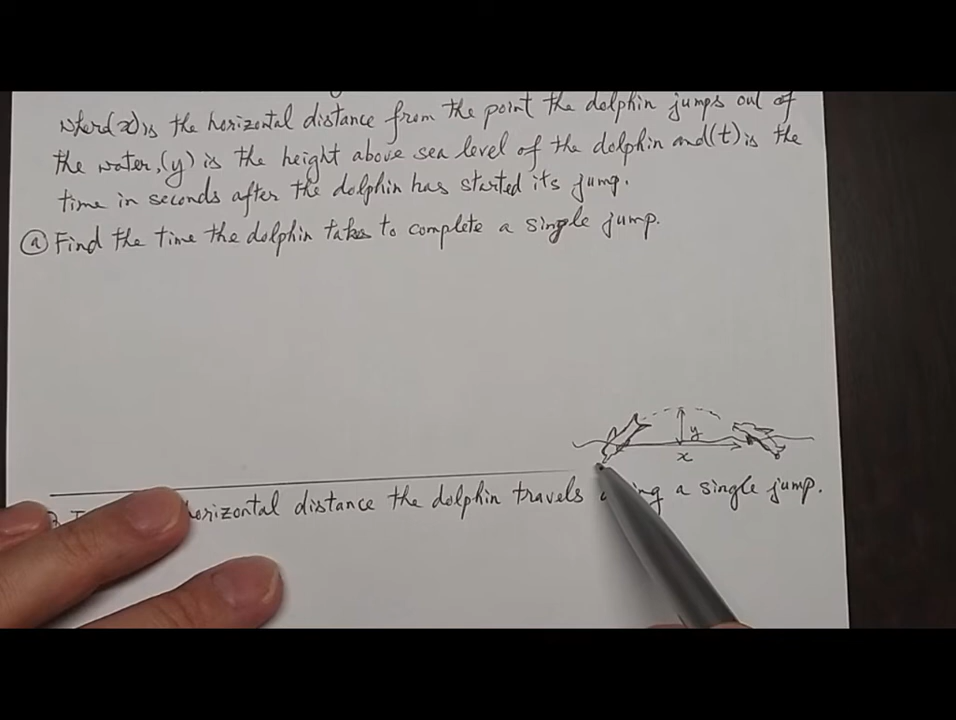 (x) is the horizontal distance from the point the dolphin jumps out of
the water, (y) is the height above sea level of the dolphin and (t) is the
time in seconds after the dolphin has started its jump.
(a) Find the time the dolphin takes to complete a single jump.
y
x
horizontal distance the dolphin travels a single jump.